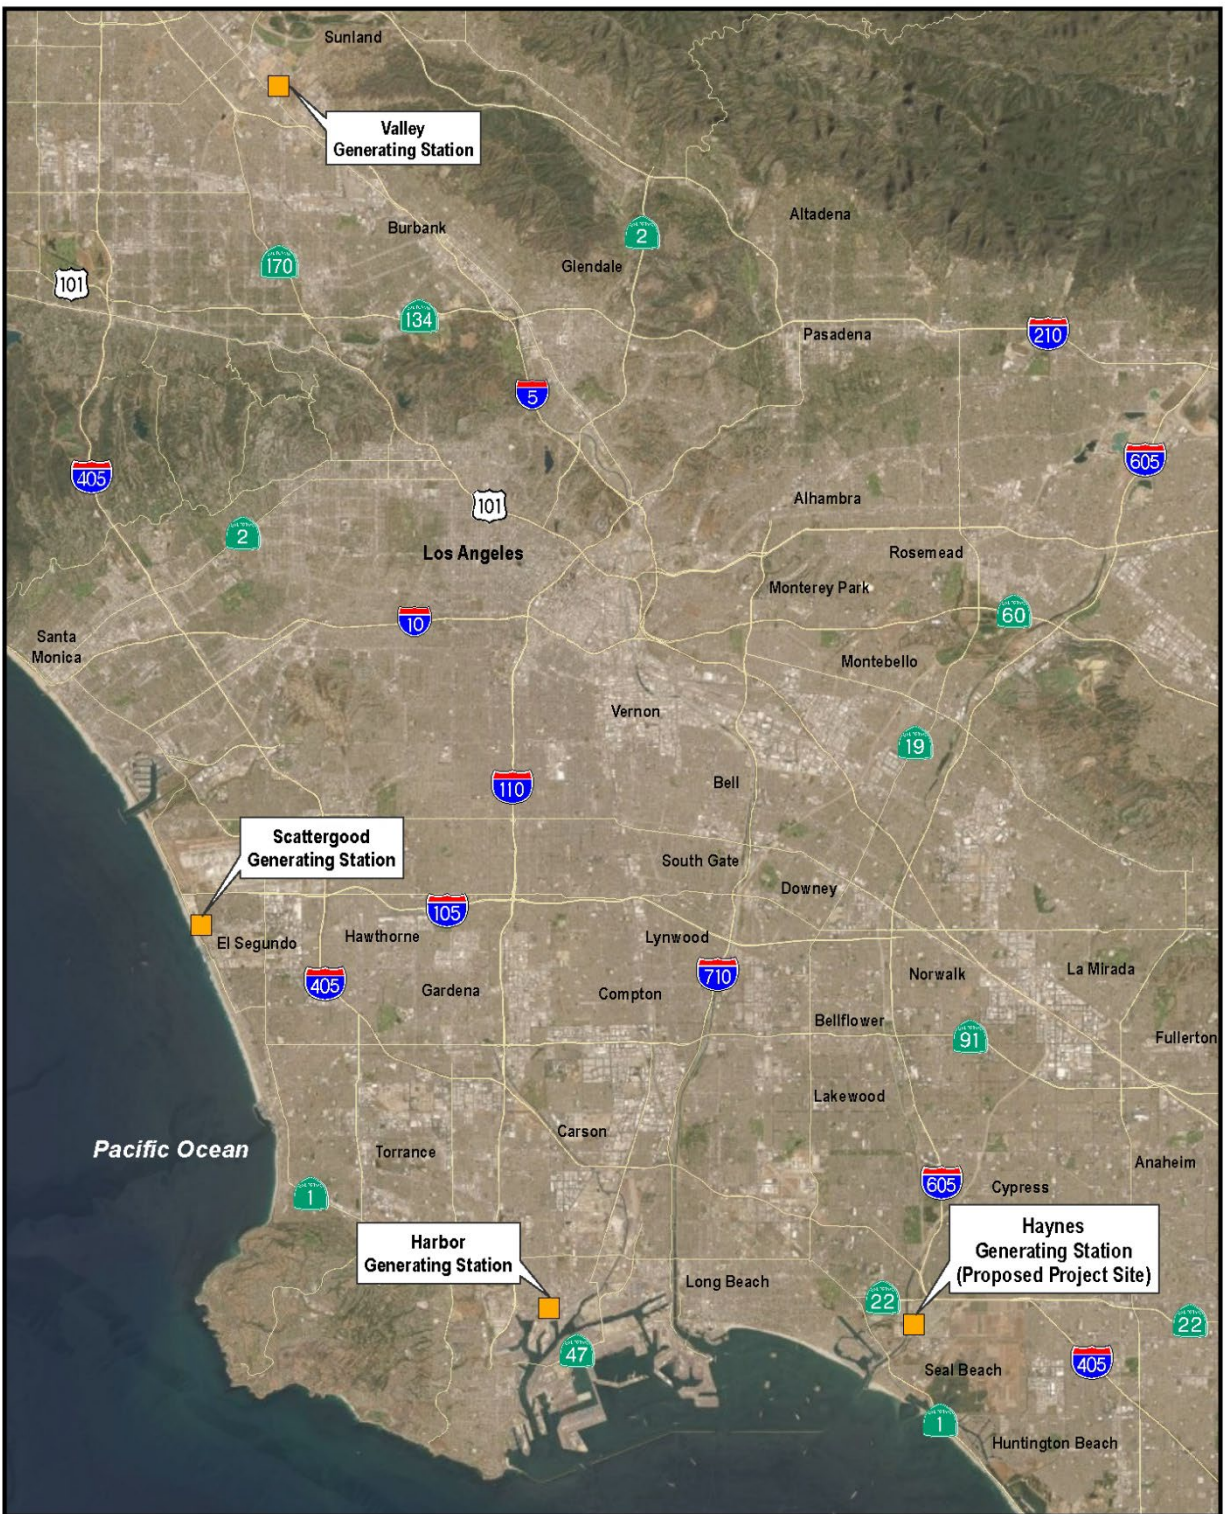 Sunland
Valley
Generating Station
Altadena
Burbank
2
170
Glendale
101
134
Pasadena
210
5
605
405
101
Alhambra
2
Los Angeles
Rosemead
Monterey Park
60
10
Santa
Monica
Montebello
Vernon
19
Bell
110
Scattergood
Generating Station
South Gate
Downey
105
El Segundo
Hawthorne
Lynwood
La Mirada
Norwalk
710
405
Gardena
Compton
Bellflower
91
Fullerton
Lakewood
Carson
Pacific Ocean
Torrance
Anaheim
605
Cypress
1
Haynes
Generating Station
(Proposed Project Site)
Harbor
Generating Station
Long Beach
22
22
47
405
Seal Beach
1
Huntington Beach